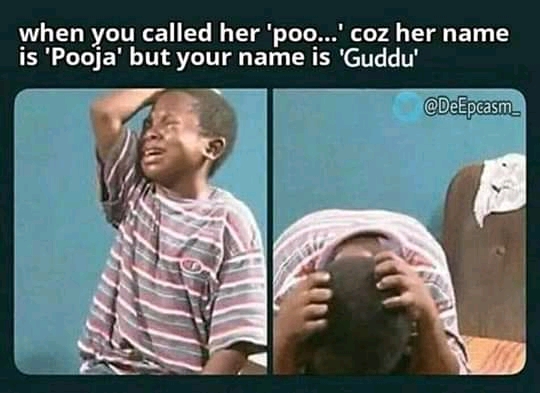 when you called her 'poo...' coz her name
is 'Pooja' but your name is 'Guddu'
@DeEpcasm_